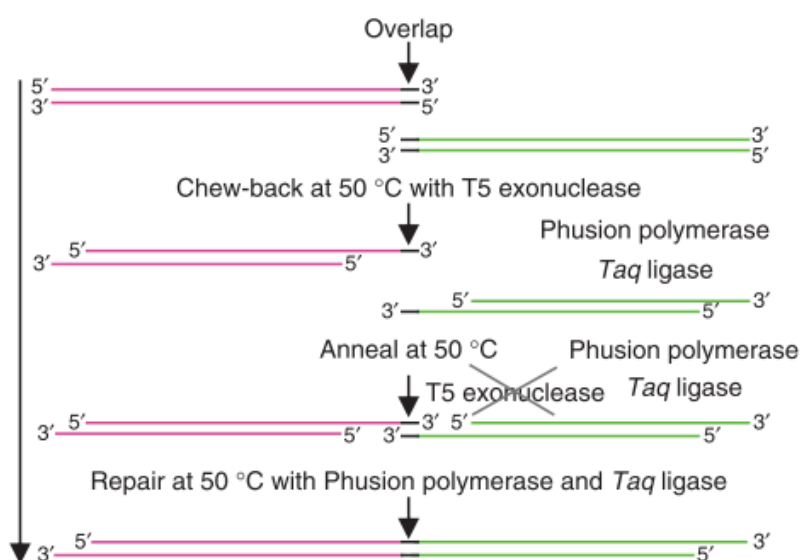 Overlap
5′ 3′
3′ 5′
5′ 3′
3′ 5′
Chew-back at 50 °C with T5 exonuclease
Phusion polymerase
5′ 3′
3′ 5′
Taq ligase
5′ 3′
3′ 5′
Anneal at 50 °C Phusion polymerase
T5 exonuclease Taq ligase
5′ 3′ 5′ 3′
3′ 5′ 3′ 5′
Repair at 50 °C with Phusion polymerase and Taq ligase
5′ 3′
3′ 5′